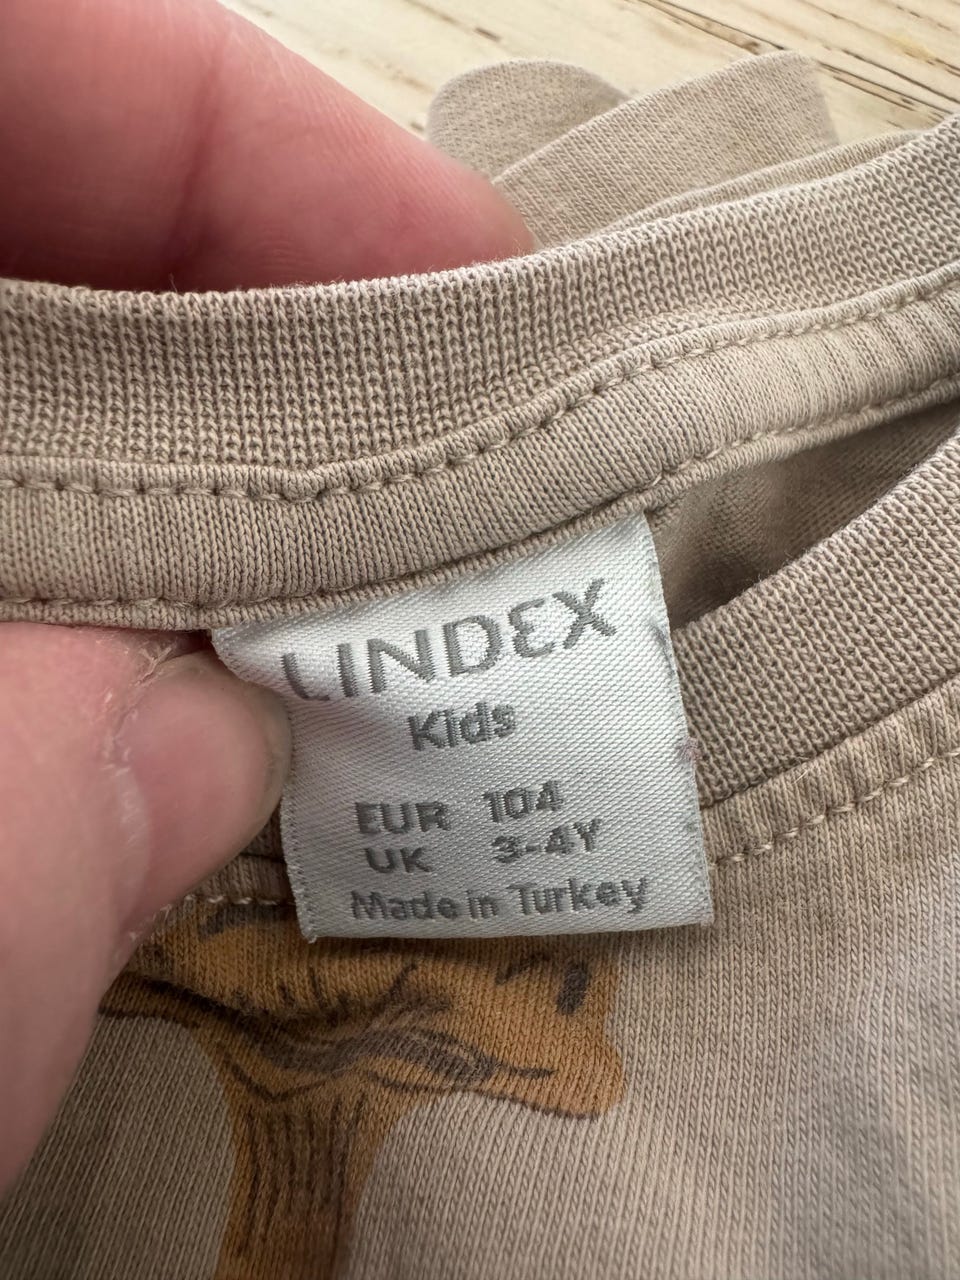 LINDEX
Kids
EUR 104
UK 3-4Y
Made in Turkey